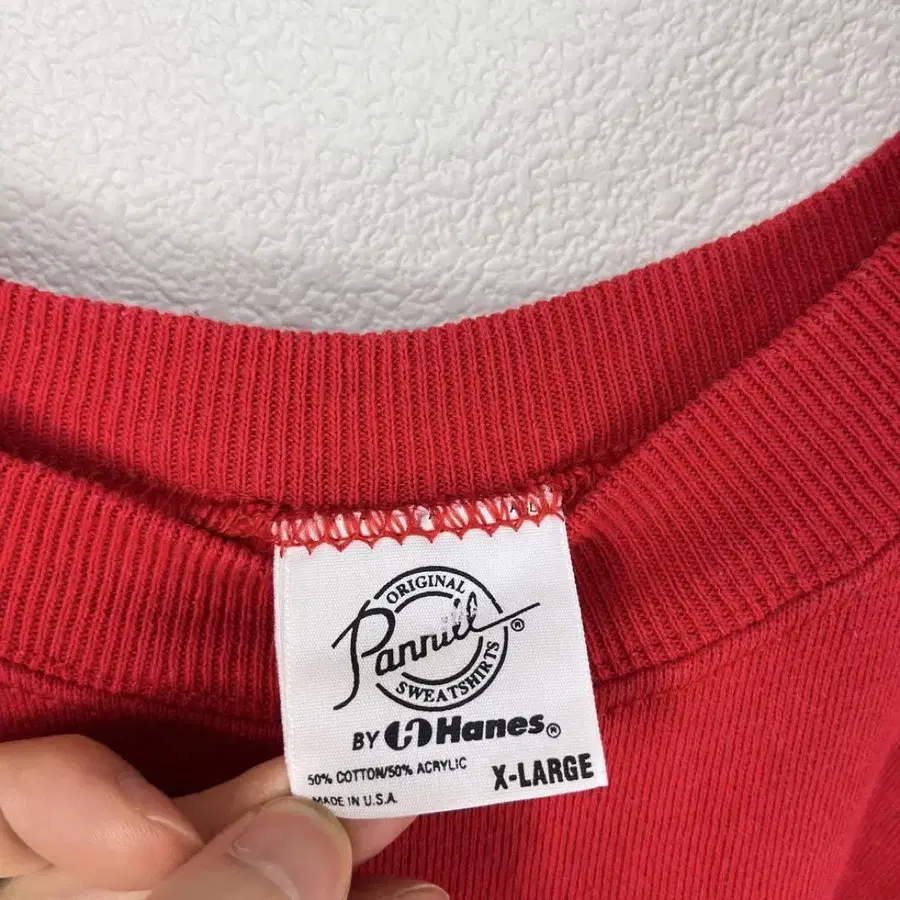 ORIGINAL
Pannill ®
SWEATSHIRTS
BY Hanes®
50% COTTON/50% ACRYLIC
X-LARGE
MADE IN U.S.A